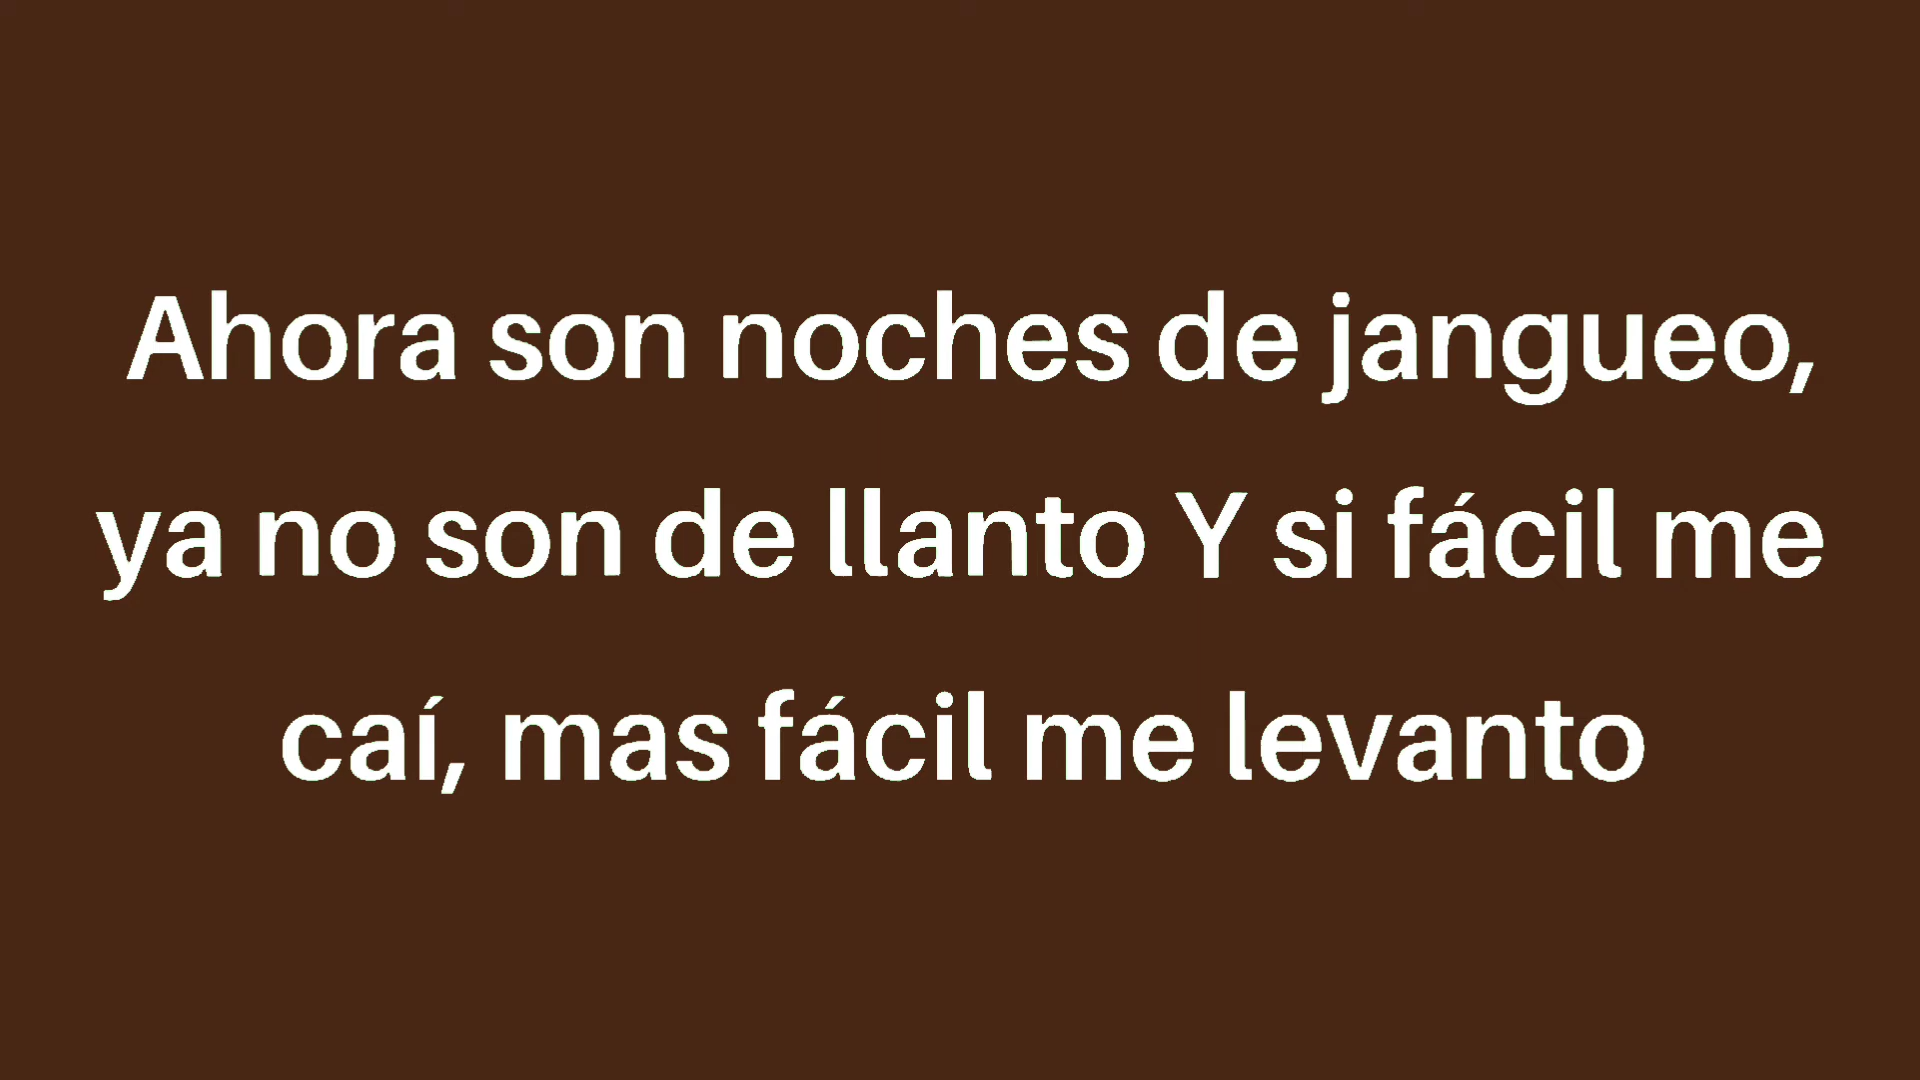 Ahora son noches de jangueo,
ya no son de llanto Y si fácil me
caí, mas fácil me levanto